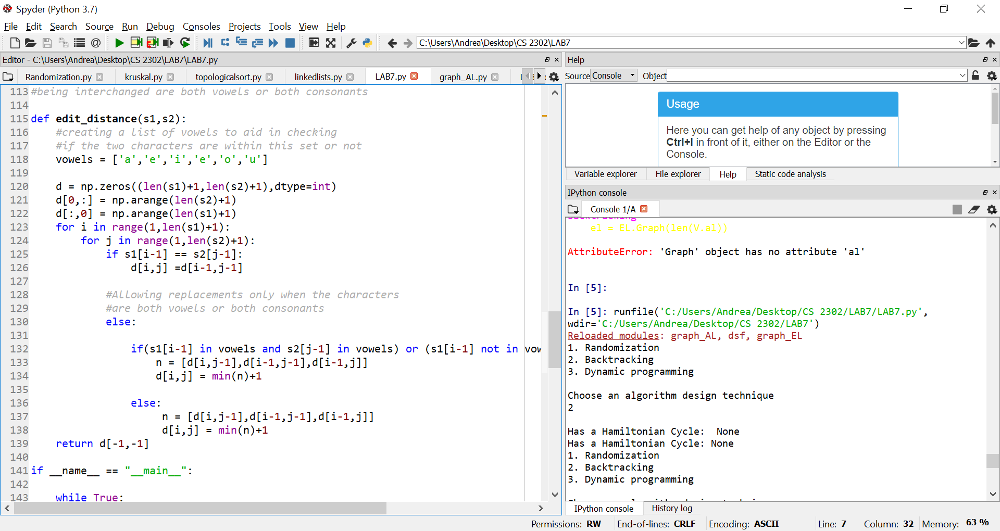 Spyder (Python 3.7)
File Edit Search Source Run Debug Consoles Projects Tools View Help
C:\Users\Andrea\Desktop\CS 2302\LAB7
Editor - C:\Users\Andrea\Desktop\CS 2302\LAB7\LAB7.py
Randomization.py kruskal.py topologicalsort.py linkedlists.py LAB7.py graph_AL.py
113 #being interchanged are both vowels or both consonants
114
115 def edit_distance(s1,s2):
116 #creating a list of vowels to aid in checking
117 #if the two characters are within this set or not
118 vowels = ['a','e','i','e','o','u']
119
120 d = np.zeros((len(s1)+1,len(s2)+1),dtype=int)
121 d[0,:] = np.arange(len(s2)+1)
122 d[:,0] = np.arange(len(s1)+1)
123 for i in range(1,len(s1)+1):
124 for j in range(1,len(s2)+1):
125 if s1[i-1] == s2[j-1]:
126 d[i,j] =d[i-1,j-1]
127
128 #Allowing replacements only when the characters
129 #are both vowels or both consonants
130 else:
131
132 if(s1[i-1] in vowels and s2[j-1] in vowels) or (s1[i-1] not in vow
133 n = [d[i,j-1],d[i-1,j-1],d[i-1,j]]
134 d[i,j] = min(n)+1
135
136 else:
137 n = [d[i,j-1],d[i-1,j-1],d[i-1,j]]
138 d[i,j] = min(n)+1
139 return d[-1,-1]
140
141 if __name__ == "__main__":
142
143 while True:
Help
Source Console Object
Usage
Here you can get help of any object by pressing
Ctrl+I in front of it, either on the Editor or the
Console.
Variable explorer File explorer Help Static code analysis
IPython console
Console 1/A
backtracking
el = EL.Graph(len(V.al))
AttributeError: 'Graph' object has no attribute 'al'
In [5]:
In [5]: runfile('C:/Users/Andrea/Desktop/CS 2302/LAB7/LAB7.py',
wdir='C:/Users/Andrea/Desktop/CS 2302/LAB7')
Reloaded modules: graph_AL, dsf, graph_EL
1. Randomization
2. Backtracking
3. Dynamic programming
Choose an algorithm design technique
2
Has a Hamiltonian Cycle:  None
Has a Hamiltonian Cycle: None
1. Randomization
2. Backtracking
3. Dynamic programming
IPython console History log
Permissions: RW End-of-lines: CRLF Encoding: ASCII Line: 7 Column: 32 Memory: 63 %